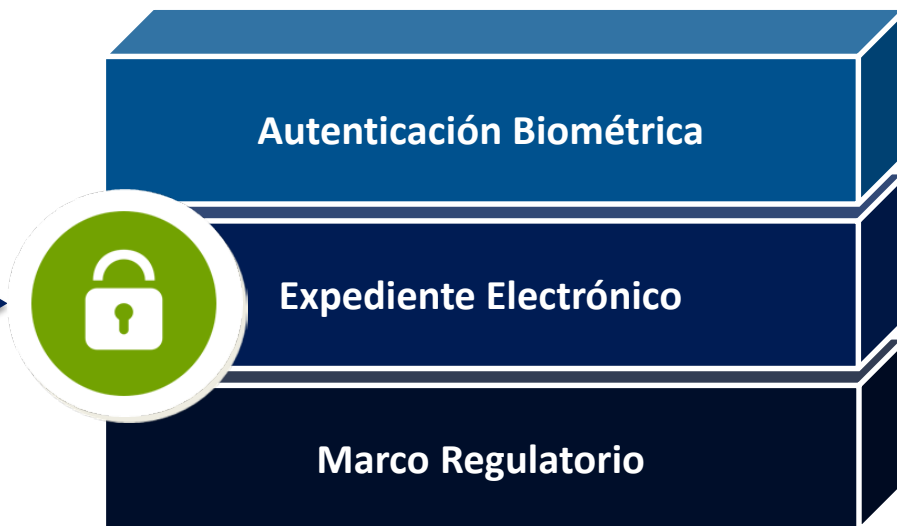 Autenticación Biométrica
Expediente Electrónico
Marco Regulatorio